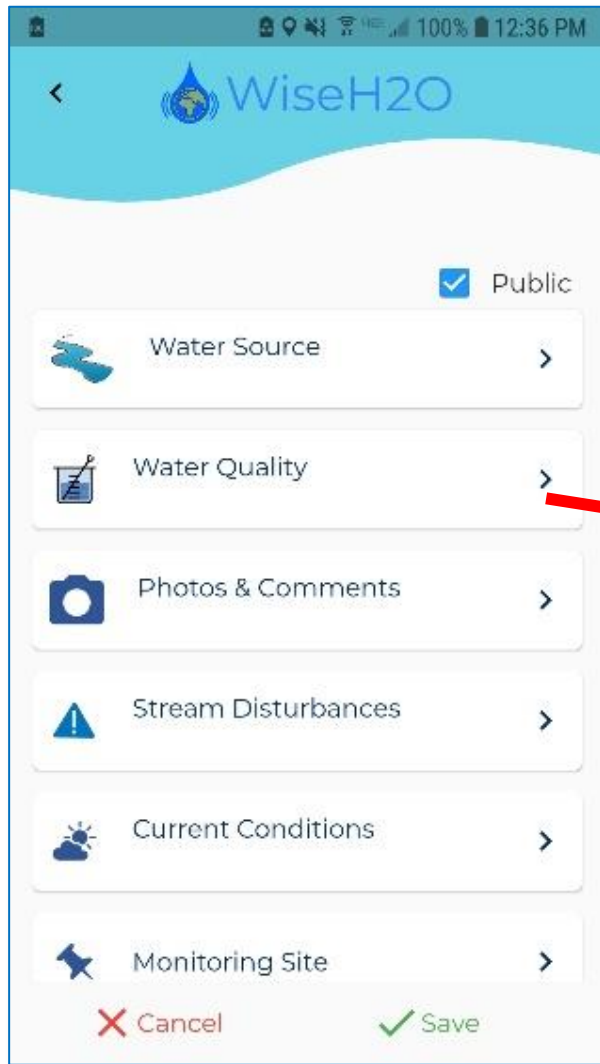 100% 12:36 PM
WiseH2O
Public
Water Source
Water Quality
Photos & Comments
Stream Disturbances
Current Conditions
Monitoring Site
Cancel
Save